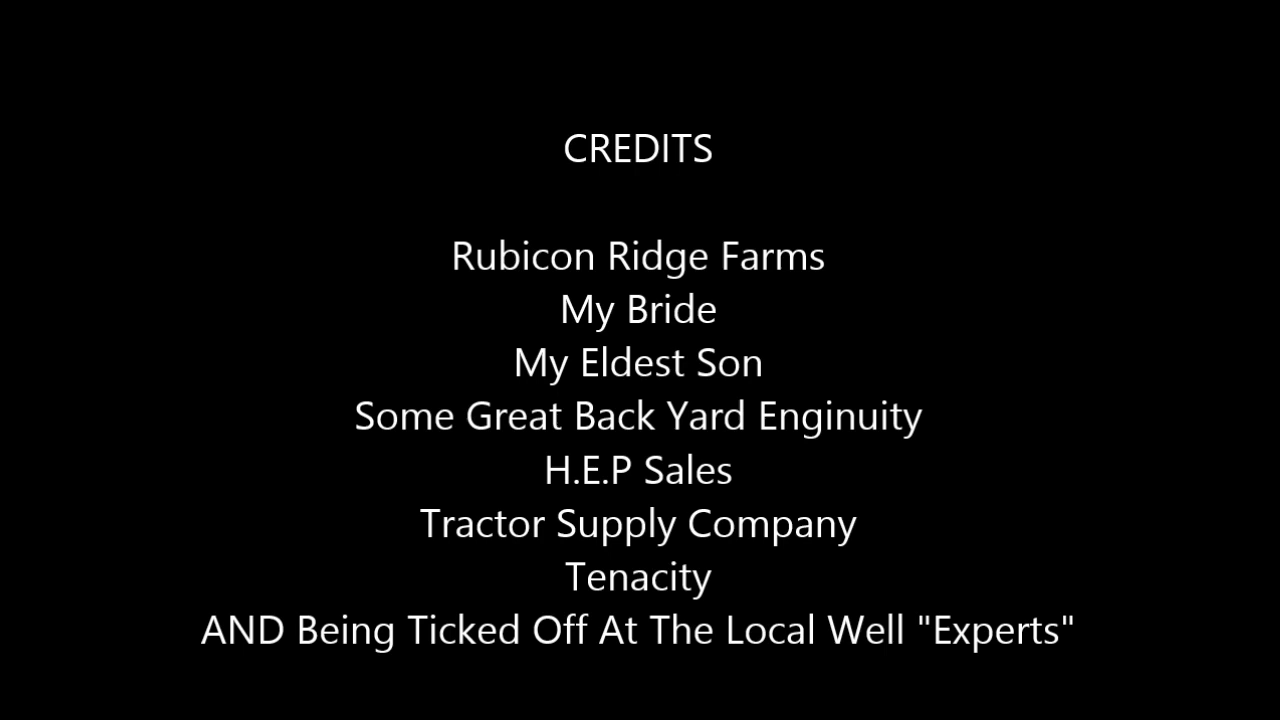 CREDITS
Rubicon Ridge Farms
My Bride
My Eldest Son
Some Great Back Yard Enginuity
H.E.P Sales
Tractor Supply Company
Tenacity
AND Being Ticked Off At The Local Well "Experts"